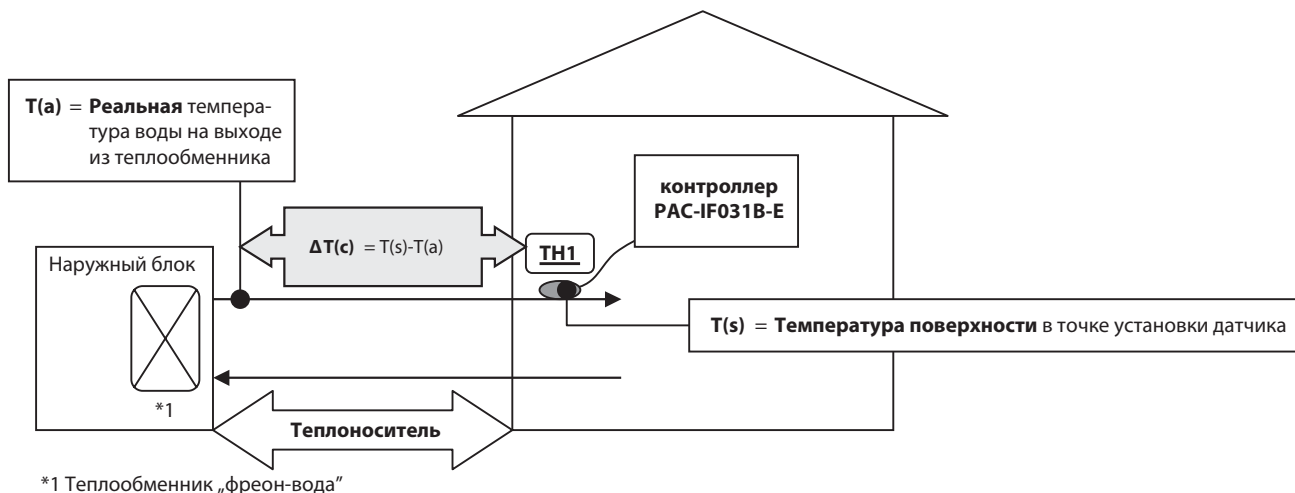 T(a) = Реальная темпера-
тура воды на выходе
из теплообменника
контроллер
PAC-IF031B-E
ΔT(c) = T(s)-T(a)
TH1
Наружный блок
T(s) = Температура поверхности в точке установки датчика
*1
Теплоноситель
*1 Теплообменник „фреон-вода”